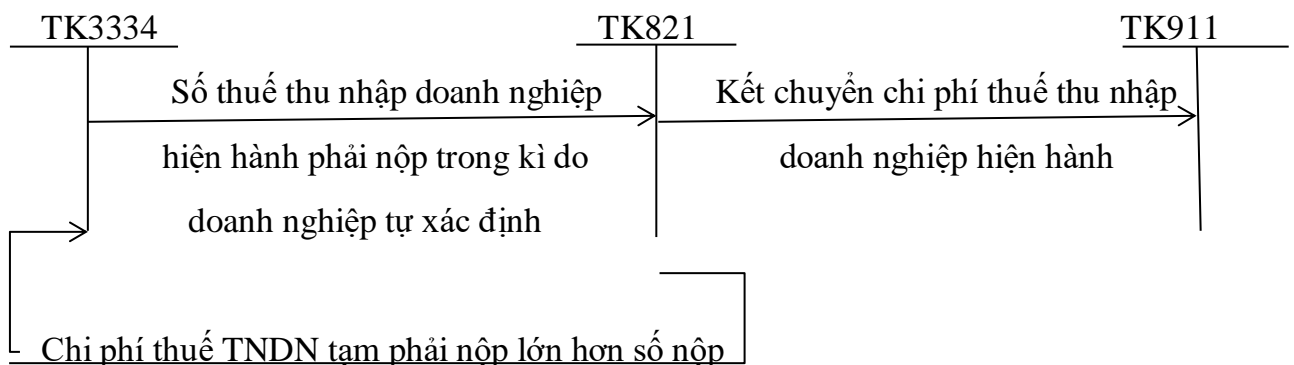 TK3334 TK821 TK911
Số thuế thu nhập doanh nghiệp Kết chuyển chi phí thuế thu nhập
hiện hành phải nộp trong kì do doanh nghiệp hiện hành
doanh nghiệp tự xác định
Chi phí thuế TNDN tạm phải nộp lớn hơn số nộp